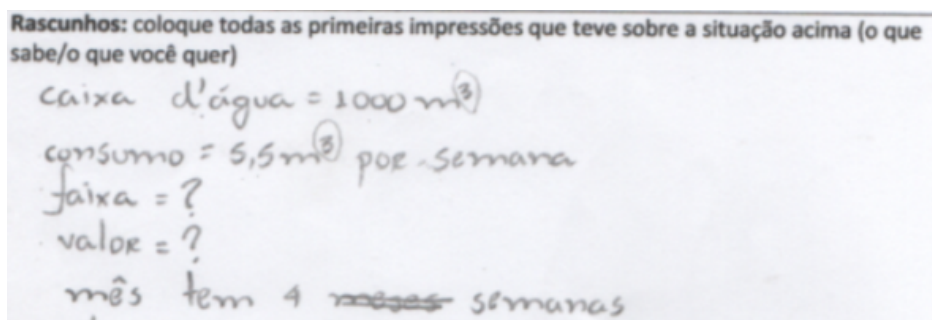 Rascunhos: coloque todas as primeiras impressões que teve sobre a situação acima (o que
sabe/o que você quer)
caixa d'água = 1000 m³
consumo = 5,5 m³ por semana
faixa = ?
valor = ?
mês tem 4 meses semanas